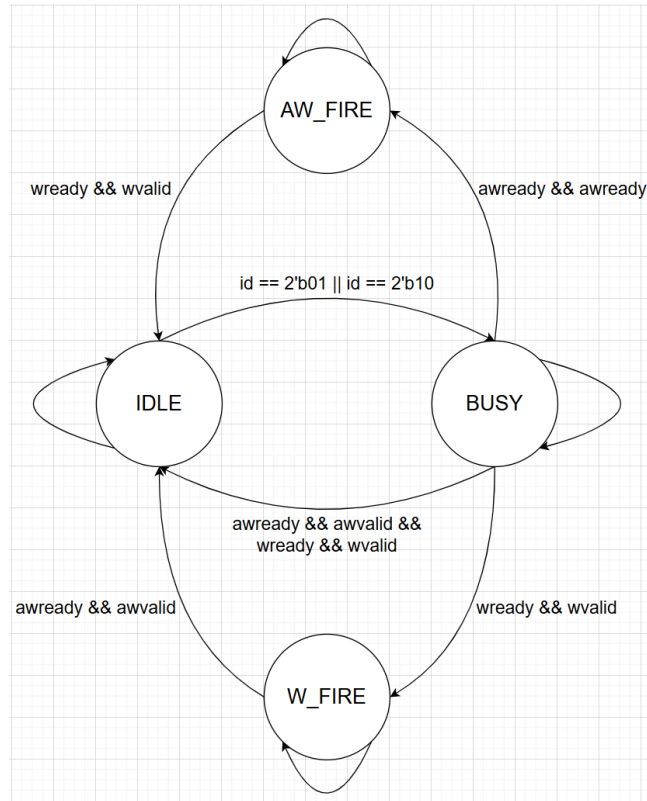 AW_FIRE
wready && wvalid
awready && awready
id == 2'b01 || id == 2'b10
IDLE
BUSY
awready && awvalid &&
wready && wvalid
awready && awvalid
wready && wvalid
W_FIRE